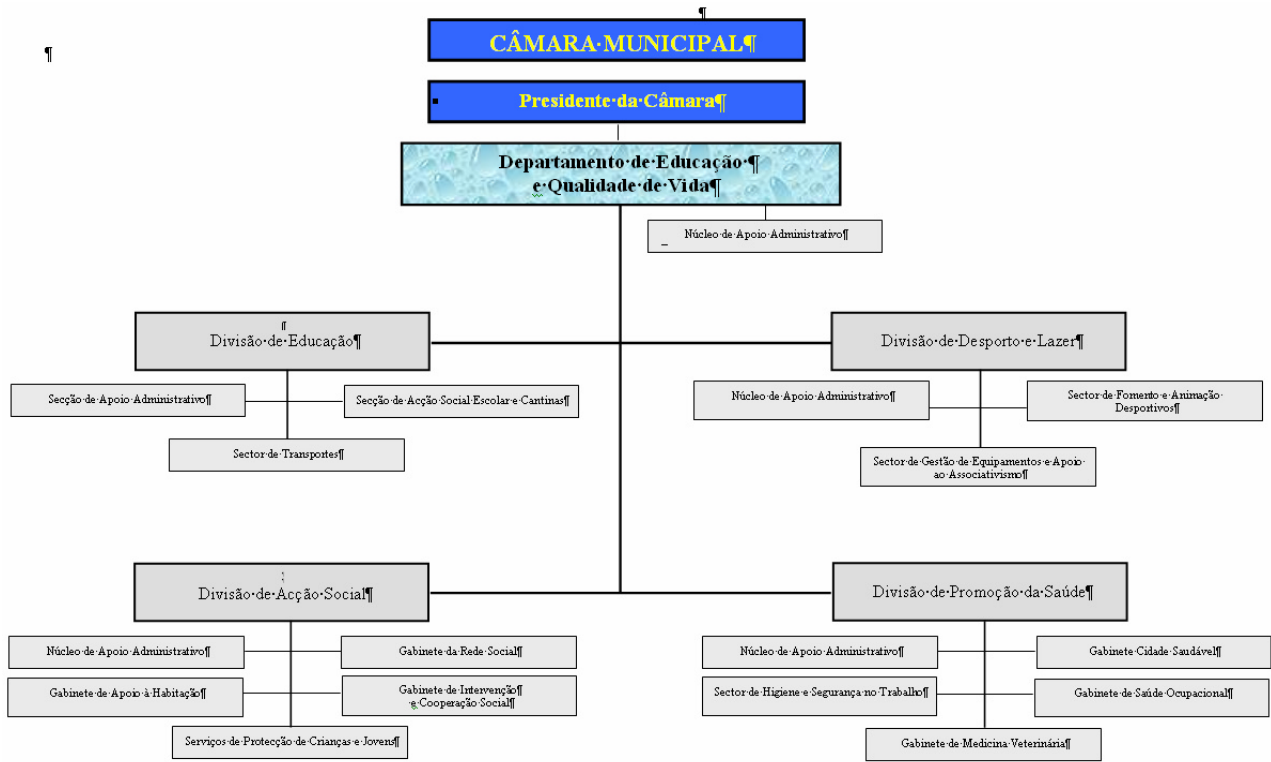 ¶
¶
CÂMARA·MUNICIPAL¶
Presidente·da·Câmara¶
Departamento·de·Educação·¶
e·Qualidade·de·Vida¶
Núcleo·de·Apoio·Administrativo¶
¶
Divisão·de·Educação¶
Divisão·de·Desporto·e·Lazer¶
Secção·de·Apoio·Administrativo¶
Secção·de·Acção·Social·Escolar·e·Cantinas¶
Sector·de·Transportes¶
Núcleo·de·Apoio·Administrativo¶
Sector·de·Fomento·e·Animação·
Desportivos¶
Sector·de·Gestão·de·Equipamentos·e·Apoio·
ao·Associativismo¶
Divisão·de·Acção·Social¶
Divisão·de·Promoção·da·Saúde¶
Núcleo·de·Apoio·Administrativo¶
Gabinete·da·Rede·Social¶
Gabinete·de·Apoio·à·Habitação¶
Gabinete·de·Intervenção¶
·e·Cooperação·Social¶
Serviços·de·Protecção·de·Crianças·e·Jovens¶
Núcleo·de·Apoio·Administrativo¶
Gabinete·Cidade·Saudável¶
Sector·de·Higiene·e·Segurança·no·Trabalho¶
Gabinete·de·Saúde·Ocupacional¶
Gabinete·de·Medicina·Veterinária¶